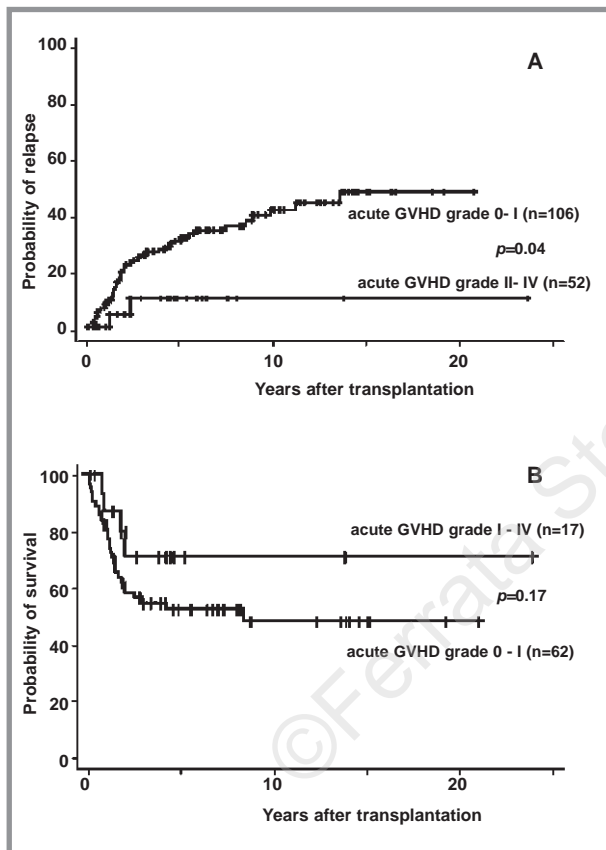 A
Probability of relapse
100
80
60
40
20
0
acute GVHD grade 0- I (n=106)
p=0.04
acute GVHD grade II- IV (n=52)
0 10 20
Years after transplantation
B
Probability of survival
100
80
60
40
20
0
acute GVHD grade I - IV (n=17)
p=0.17
acute GVHD grade 0 - I (n=62)
0 10 20
Years after transplantation
©Ferrata Sto